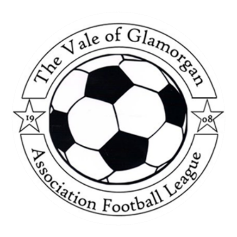 The Vale of Glamorgan
19 08
Association Football League